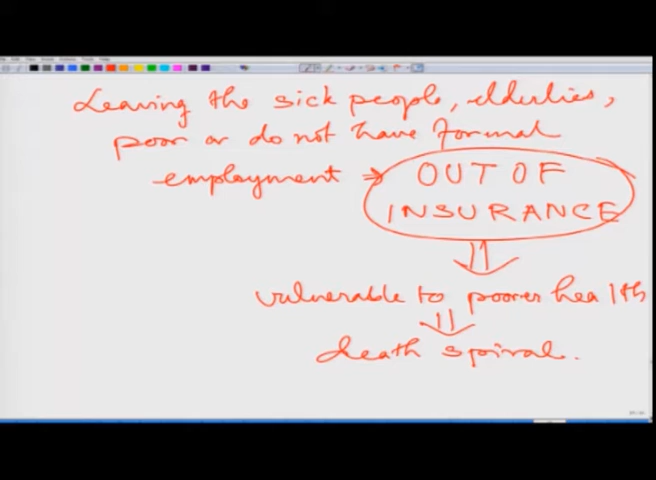 Leaving the sick people, elderlies,
poor or do not have formal
employment → OUT OF
INSURANCE
vulnerable to poorer health
death spiral.